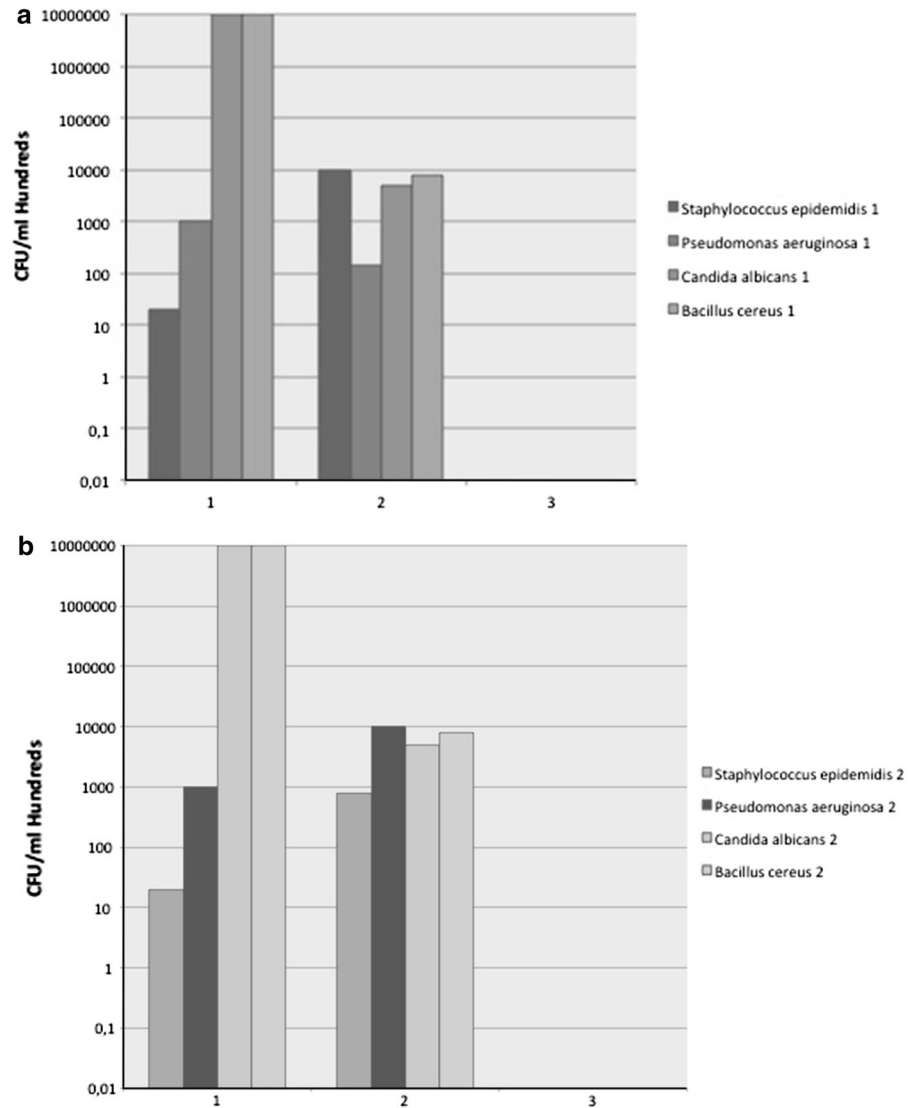 a
10000000
1000000
100000
10000
1000
100
10
1
0,1
0,01
CFU/ml Hundreds
1 2 3
Staphylococcus epidemidis 1
Pseudomonas aeruginosa 1
Candida albicans 1
Bacillus cereus 1
b
10000000
1000000
100000
10000
1000
100
10
1
0,1
0,01
CFU/ml Hundreds
1 2 3
Staphylococcus epidemidis 2
Pseudomonas aeruginosa 2
Candida albicans 2
Bacillus cereus 2